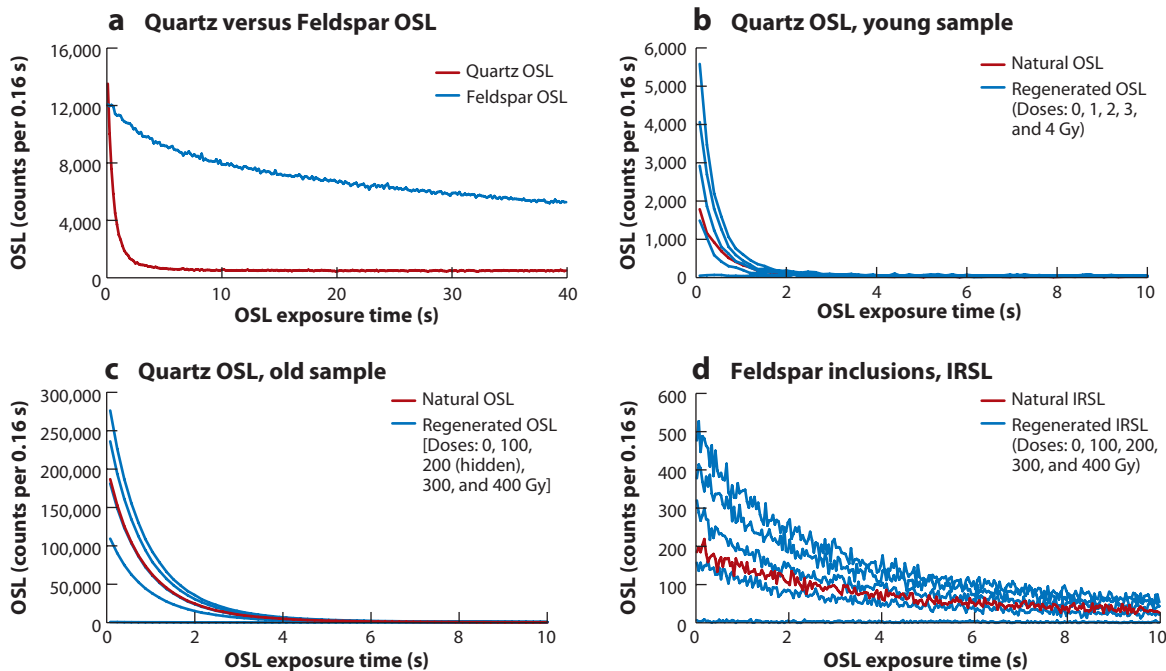 a Quartz versus Feldspar OSL
16,000
12,000
8,000
4,000
0
OSL (counts per 0.16 s)
Quartz OSL
Feldspar OSL
0 10 20 30 40
OSL exposure time (s)
b Quartz OSL, young sample
6,000
5,000
4,000
3,000
2,000
1,000
0
OSL (counts per 0.16 s)
Natural OSL
Regenerated OSL
(Doses: 0, 1, 2, 3,
and 4 Gy)
0 2 4 6 8 10
OSL exposure time (s)
c Quartz OSL, old sample
300,000
250,000
200,000
150,000
100,000
50,000
0
OSL (counts per 0.16 s)
Natural OSL
Regenerated OSL
[Doses: 0, 100,
200 (hidden),
300, and 400 Gy]
0 2 4 6 8 10
OSL exposure time (s)
d Feldspar inclusions, IRSL
600
500
400
300
200
100
0
OSL (counts per 0.16 s)
Natural IRSL
Regenerated IRSL
(Doses: 0, 100, 200,
300, and 400 Gy)
0 2 4 6 8 10
OSL exposure time (s)